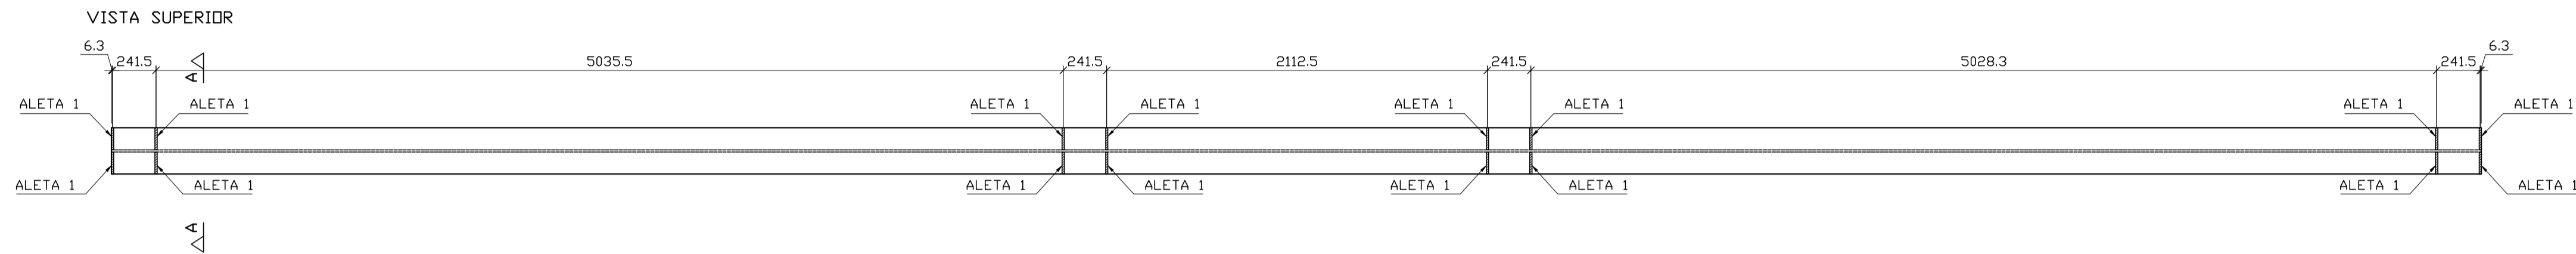 VISTA SUPERIOR
6.3 6.3
241.5 5035.5 241.5 2112.5 241.5 5028.3 241.5
A
ALETA 1 ALETA 1 ALETA 1 ALETA 1 ALETA 1 ALETA 1 ALETA 1 ALETA 1
ALETA 1 ALETA 1 ALETA 1 ALETA 1 ALETA 1 ALETA 1 ALETA 1 ALETA 1
A